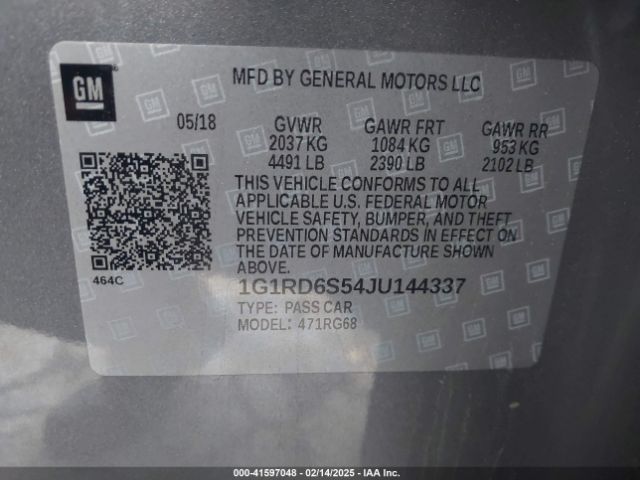 GM
MFD BY GENERAL MOTORS LLC
05/18 GVWR GAWR FRT GAWR RR
2037 KG 1084 KG 953 KG
4491 LB 2390 LB 2102 LB
THIS VEHICLE CONFORMS TO ALL
APPLICABLE U.S. FEDERAL MOTOR
VEHICLE SAFETY, BUMPER, AND THEFT
PREVENTION STANDARDS IN EFFECT ON
THE DATE OF MANUFACTURE SHOWN
ABOVE.
464C
1G1RD6S54JU144337
TYPE: PASS CAR
MODEL: 471RG68
000-41597048 - 02/14/2025 - IAA Inc.